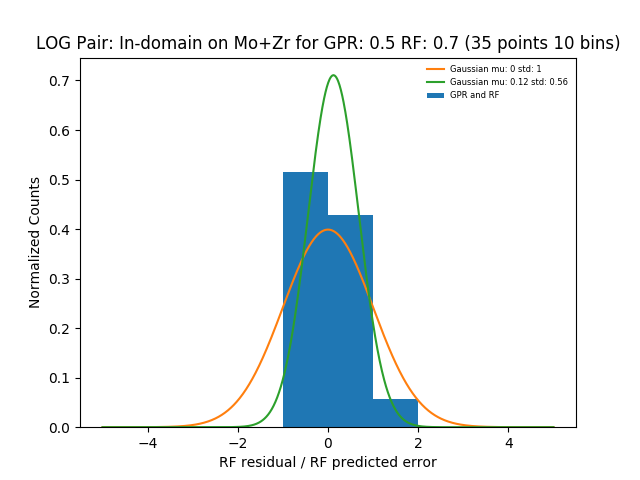 LOG Pair: In-domain on Mo+Zr for GPR: 0.5 RF: 0.7 (35 points 10 bins)
Gaussian mu: 0 std: 1
Gaussian mu: 0.12 std: 0.56
GPR and RF
Normalized Counts
0.7
0.6
0.5
0.4
0.3
0.2
0.1
0.0
−4 −2 0 2 4
RF residual / RF predicted error